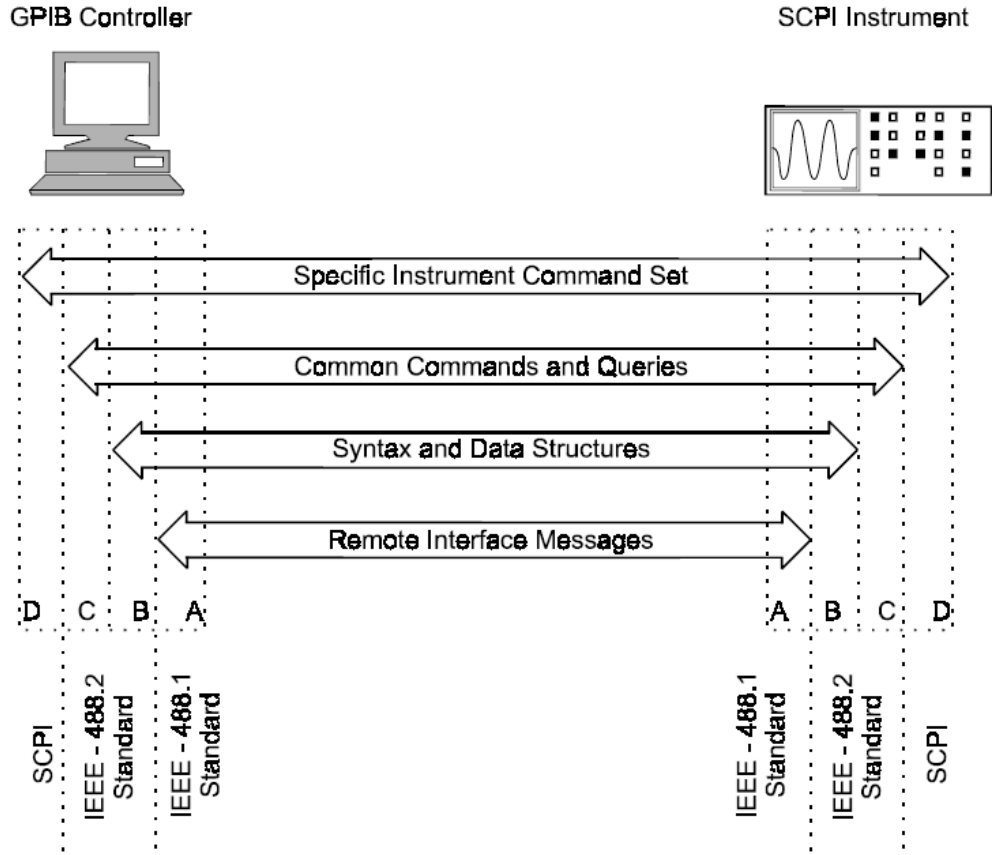 GPIB Controller
SCPI Instrument
Specific Instrument Command Set
Common Commands and Queries
Syntax and Data Structures
Remote Interface Messages
D C B A
A B C D
SCPI
IEEE - 488.2
Standard
IEEE - 488.1
Standard
IEEE - 488.1
Standard
IEEE - 488.2
Standard
SCPI